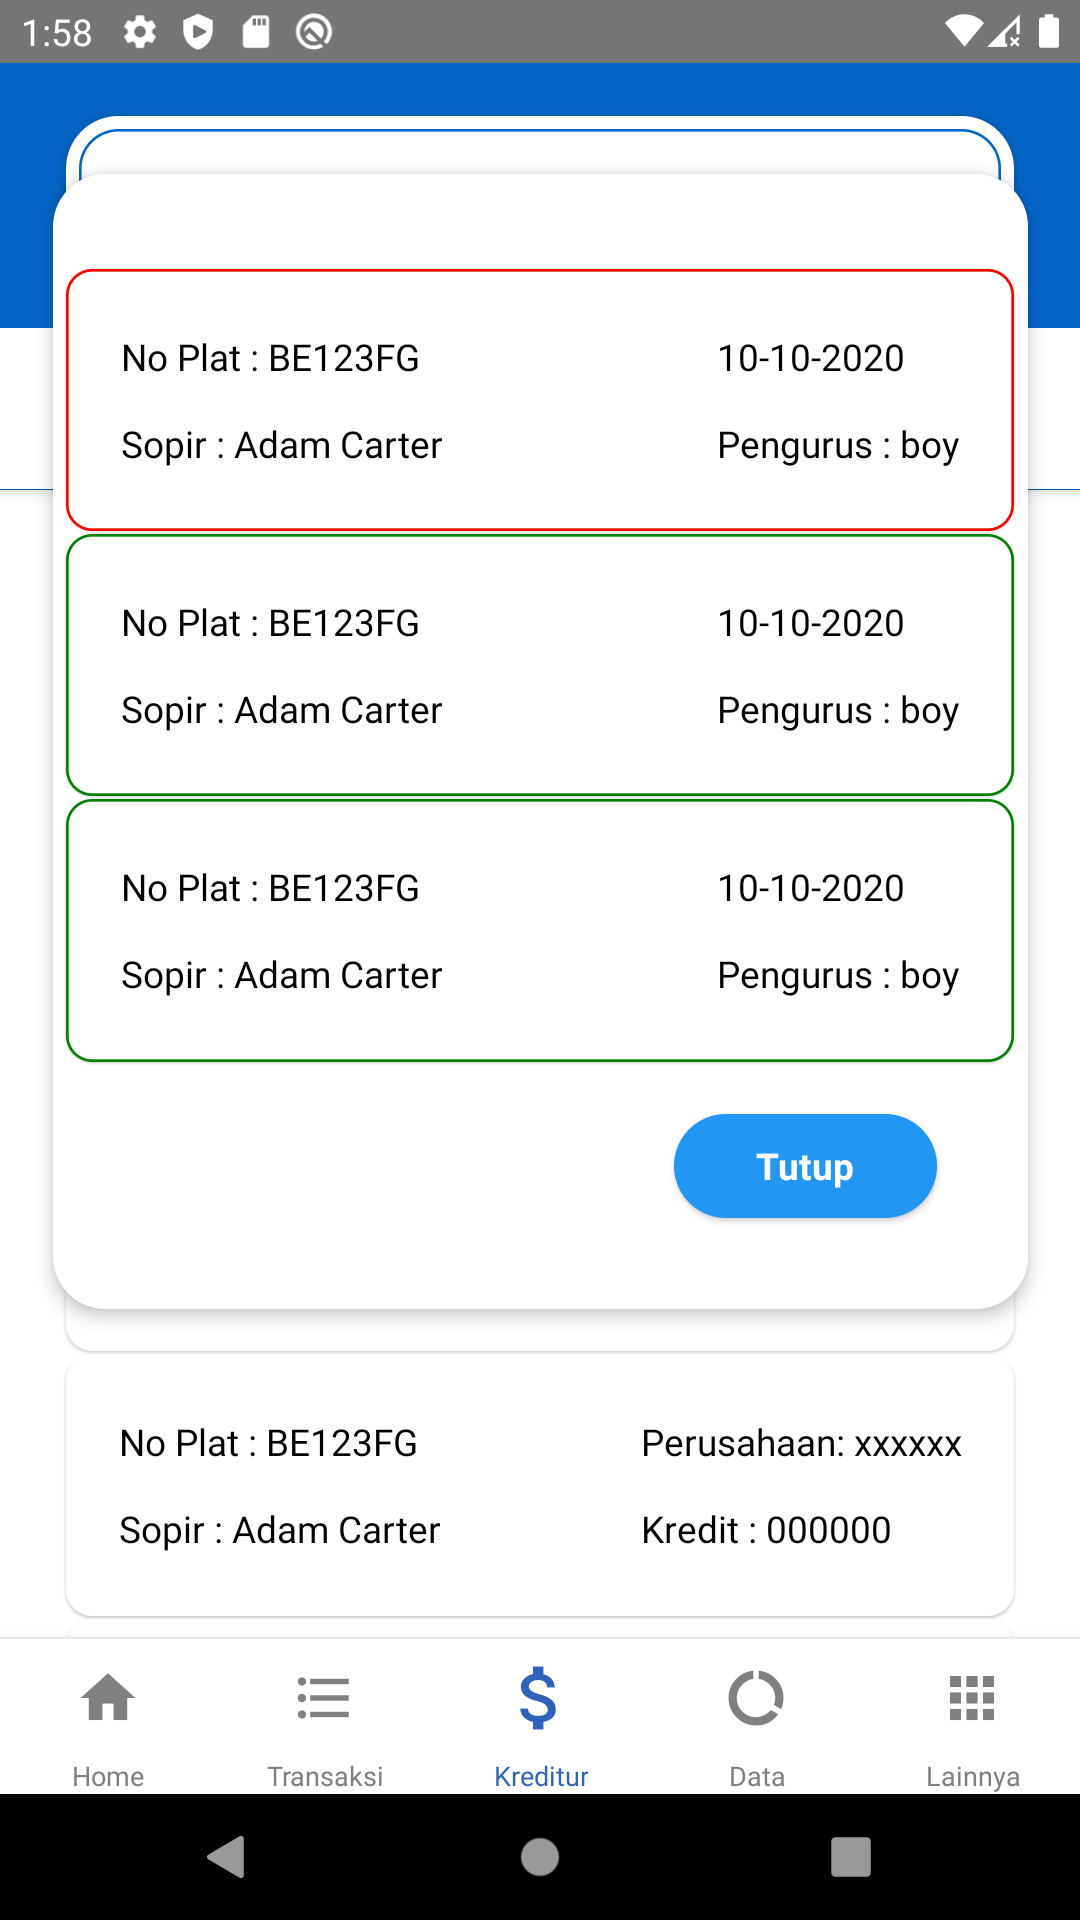 1:58
No Plat : BE123FG 10-10-2020
Sopir : Adam Carter Pengurus : boy
No Plat : BE123FG 10-10-2020
Sopir : Adam Carter Pengurus : boy
No Plat : BE123FG 10-10-2020
Sopir : Adam Carter Pengurus : boy
Tutup
No Plat : BE123FG Perusahaan: xxxxxx
Sopir : Adam Carter Kredit : 000000
Home Transaksi Kreditur Data Lainnya